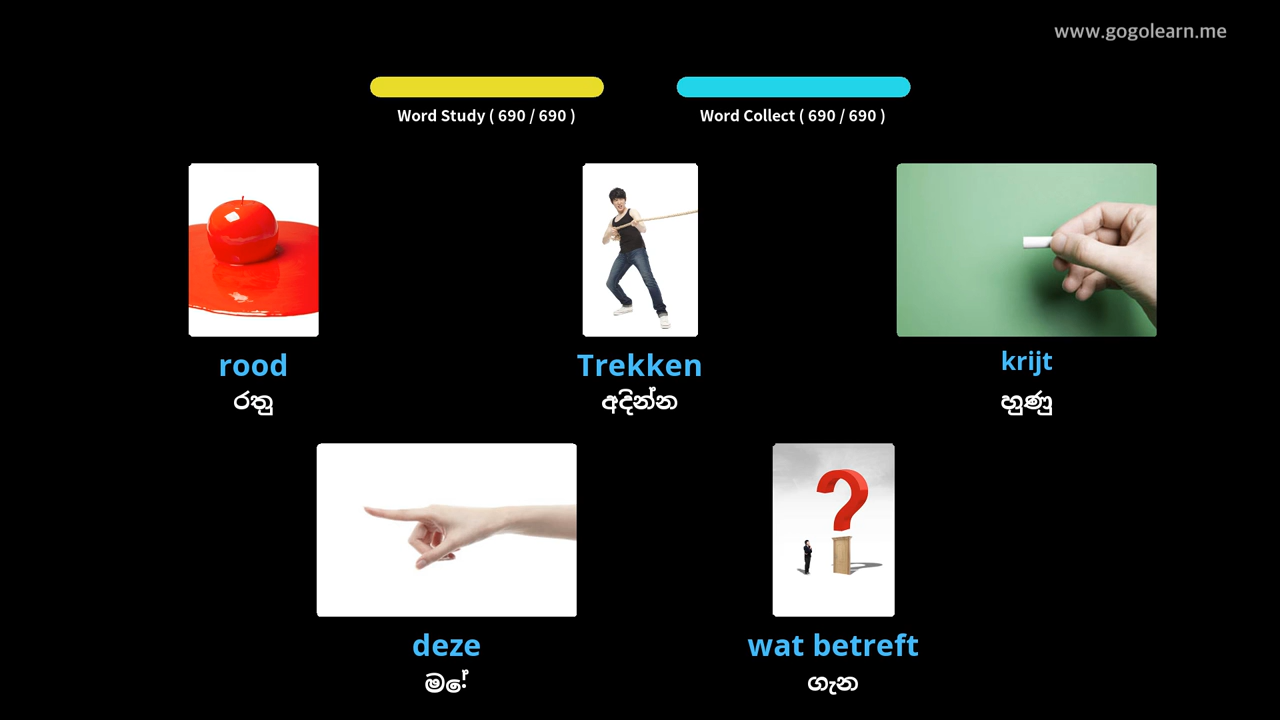 www.gogolearn.me
Word Study ( 690 / 690 )
Word Collect ( 690 / 690 )
rood
Trekken
krijt
රතු
අදින්න
හුණු
deze
wat betreft
මේ
ගැන